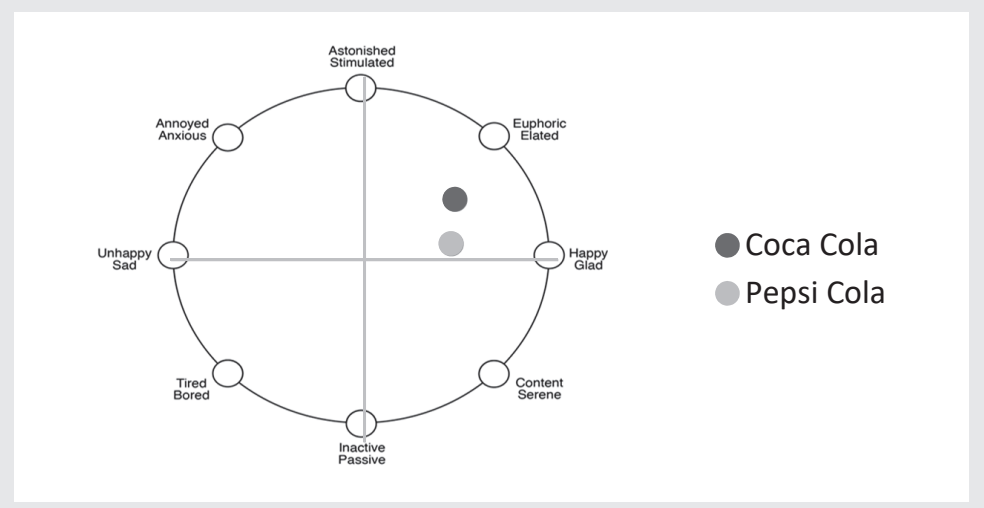 Astonished
Stimulated
Annoyed
Anxious
Euphoric
Elated
Unhappy
Sad
Happy
Glad
Coca Cola
Pepsi Cola
Tired
Bored
Content
Serene
Inactive
Passive